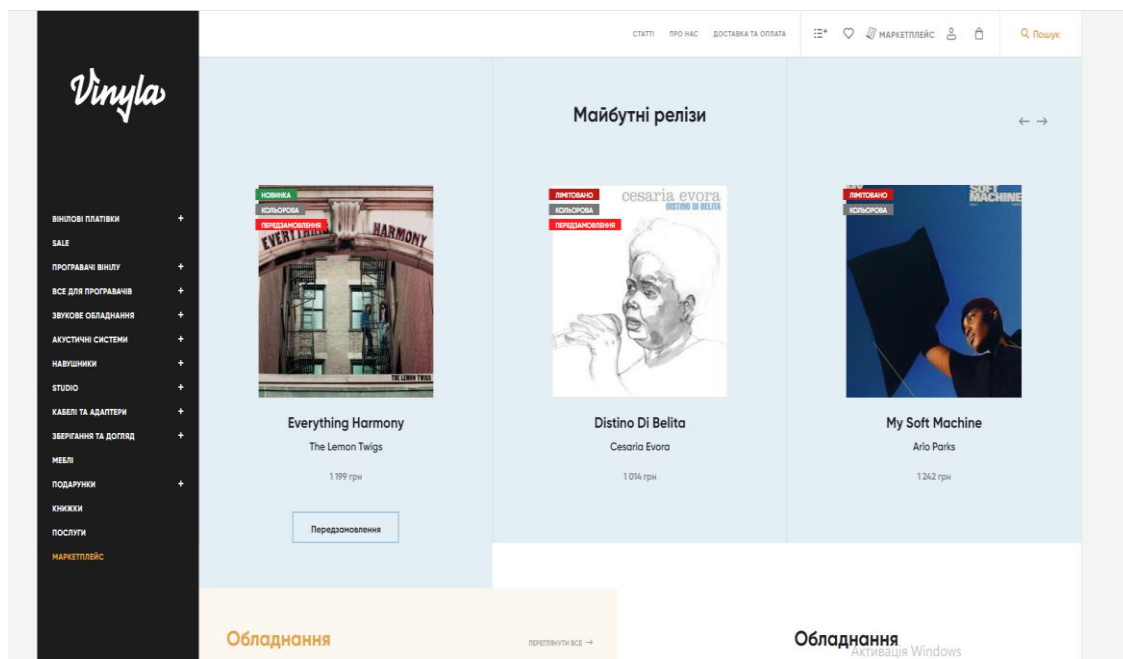 Vinyla
ВІНІЛОВІ ПЛАТІВКИ +
SALE
ПРОГРАВАЧІ ВІНІЛУ +
ВСЕ ДЛЯ ПРОГРАВАЧІВ +
ЗВУКОВЕ ОБЛАДНАННЯ +
АКУСТИЧНІ СИСТЕМИ +
НАВУШНИКИ +
STUDIO +
КАБЕЛІ ТА АДАПТЕРИ +
ЗБЕРІГАННЯ ТА ДОГЛЯД +
МЕБЛІ
ПОДАРУНКИ +
КНИЖКИ
ПОСЛУГИ
МАРКЕТПЛЕЙС
СТАТТІ ПРО НАС ДОСТАВКА ТА ОПЛАТА МАРКЕТПЛЕЙС Пошук
Майбутні релізи
← →
НОВИНКА
КОЛЬОРОВА
ПЕРЕДЗАМОВЛЕННЯ
EVERYTHING HARMONY
THE LEMON TWIGS
Everything Harmony
The Lemon Twigs
1 199 грн
Передзамовлення
ЛІМІТОВАНО
КОЛЬОРОВА
ПЕРЕДЗАМОВЛЕННЯ
cesaria evora
DISTINO DI BELITA
Distino Di Belita
Cesaria Evora
1 014 грн
ЛІМІТОВАНО
КОЛЬОРОВА
SOFT
MACHINE
My Soft Machine
Arlo Parks
1 242 грн
Обладнання
ПЕРЕГЛЯНУТИ ВСЕ →
Обладнання
Активація Windows